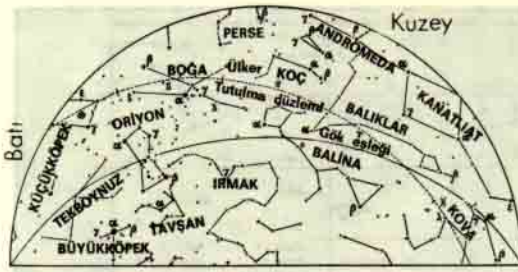 Kuzey
PERSE
ANDROMEDA
BOĞA
Ülker
KOÇ
KANATLIAT
Tutulma düzlemi
BALIKLAR
ORİYON
Gök eşleği
Batı
KÜÇÜKKÖPEK
BALİNA
TEKBOYNUZ
IRMAK
KOVA
TAVŞAN
BÜYÜKKÖPEK